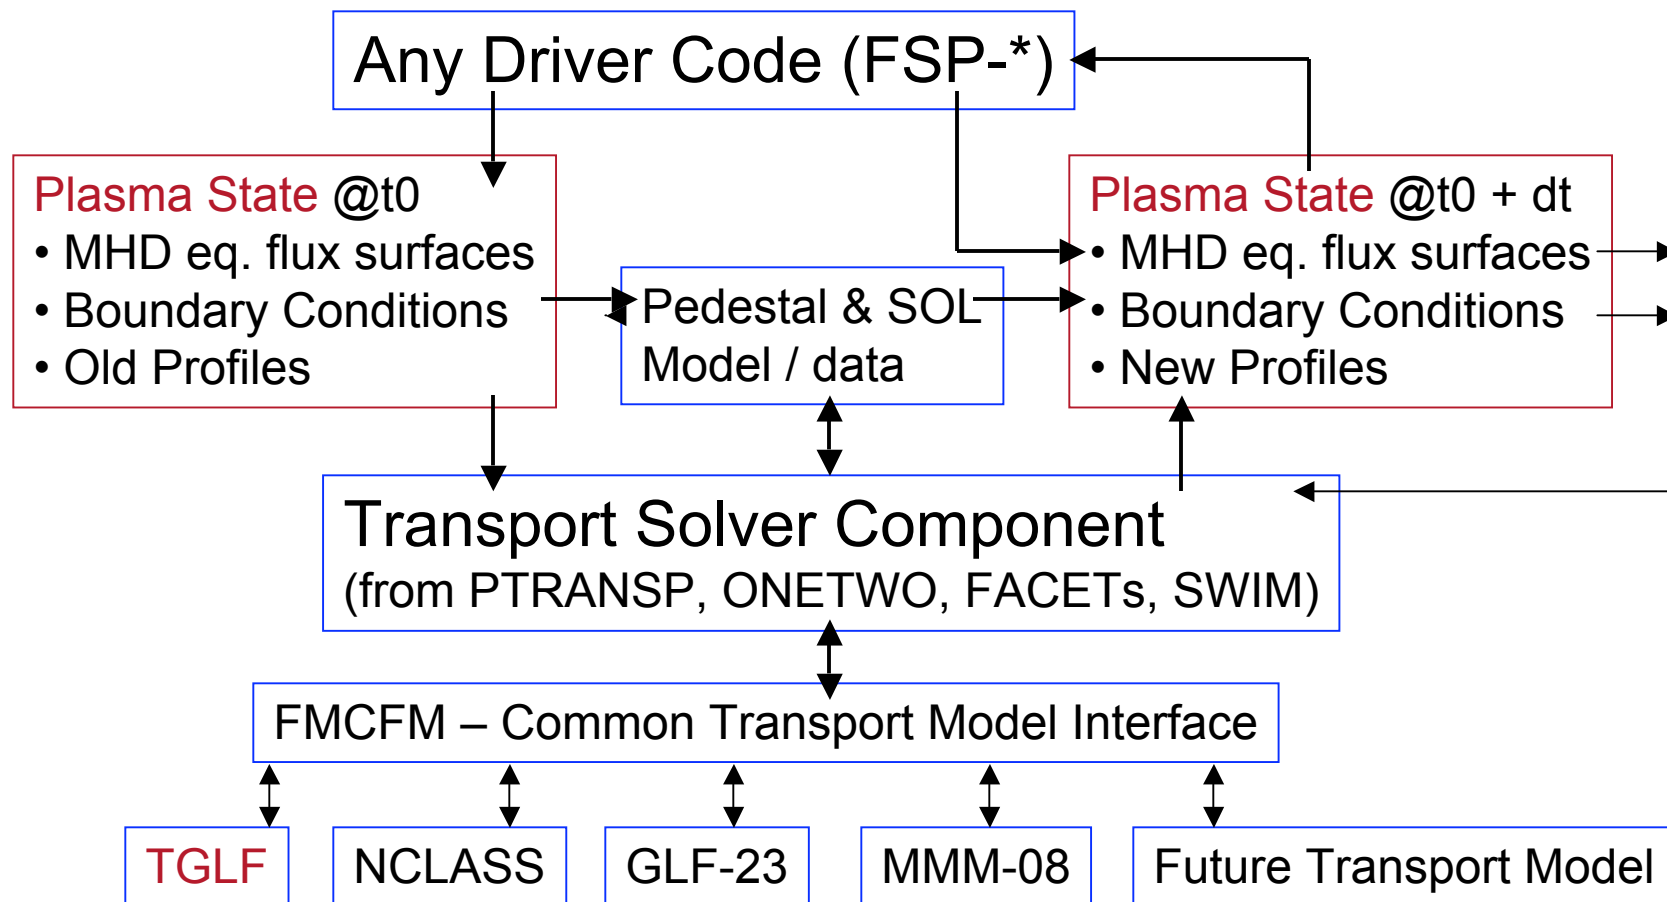 Any Driver Code (FSP-*)
Plasma State @t0
• MHD eq. flux surfaces
• Boundary Conditions
• Old Profiles
Pedestal & SOL
Model / data
Plasma State @t0 + dt
• MHD eq. flux surfaces
• Boundary Conditions
• New Profiles
Transport Solver Component
(from PTRANSP, ONETWO, FACETs, SWIM)
FMCFM – Common Transport Model Interface
TGLF
NCLASS
GLF-23
MMM-08
Future Transport Model